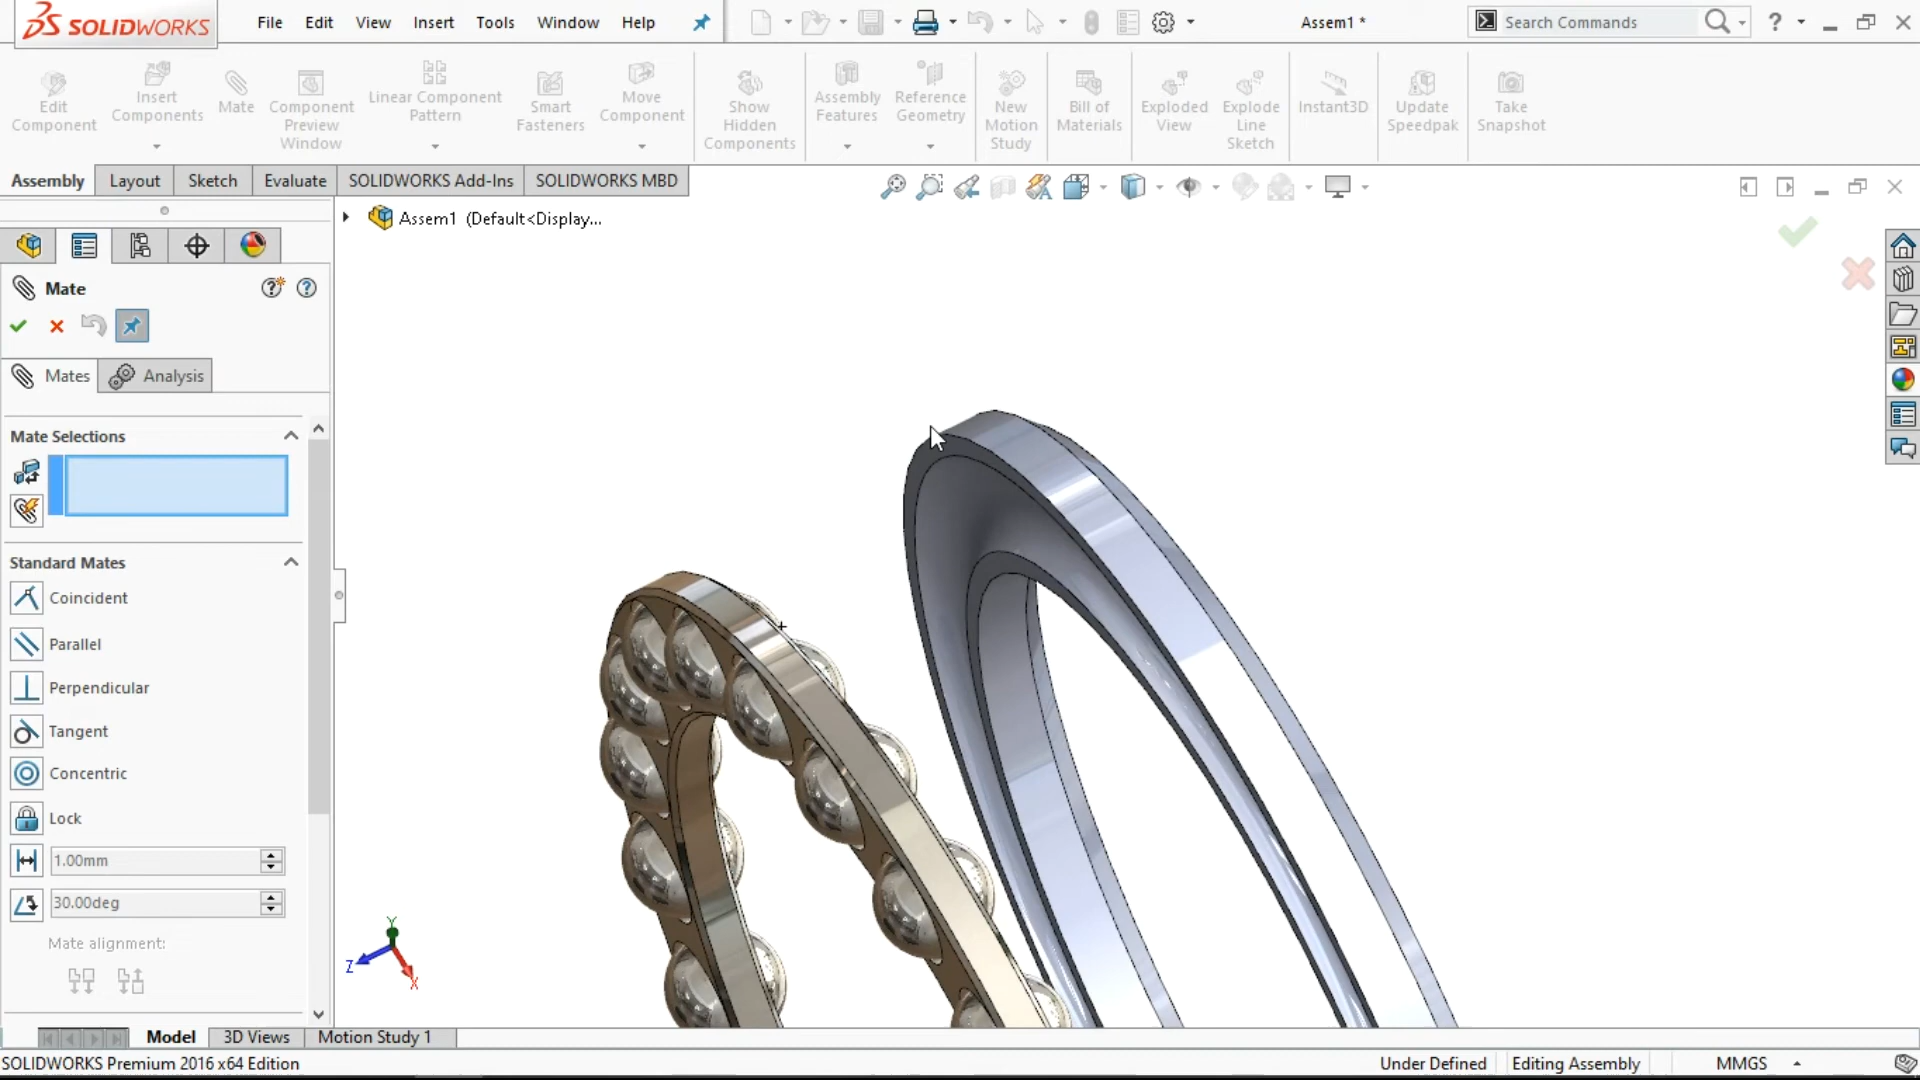 SOLIDWORKS File Edit View Insert Tools Window Help Assem1 * Search Commands ?
Edit Component
Insert Components
Mate
Component Preview Window
Linear Component Pattern
Smart Fasteners
Move Component
Show Hidden Components
Assembly Features
Reference Geometry
New Motion Study
Bill of Materials
Exploded View
Explode Line Sketch
Instant3D
Update Speedpak
Take Snapshot
Assembly Layout Sketch Evaluate SOLIDWORKS Add-Ins SOLIDWORKS MBD
Assem1 (Default<Display...
Mate
Mates Analysis
Mate Selections
Standard Mates
Coincident
Parallel
Perpendicular
Tangent
Concentric
Lock
1.00mm
30.00deg
Mate alignment:
Y
Z
X
Model 3D Views Motion Study 1
SOLIDWORKS Premium 2016 x64 Edition Under Defined Editing Assembly MMGS